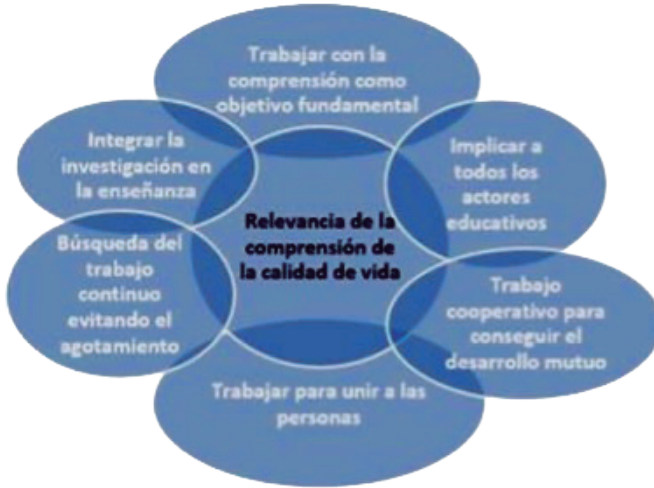 Trabajar con la
comprensión como
objetivo fundamental
Integrar la
investigación en
la enseñanza
Implicar a
todos los
actores
educativos
Relevancia de la
comprensión de
la calidad de vida
Búsqueda del
trabajo
continuo
evitando el
agotamiento
Trabajo
cooperativo para
conseguir el
desarrollo mutuo
Trabajar para unir a las
personas